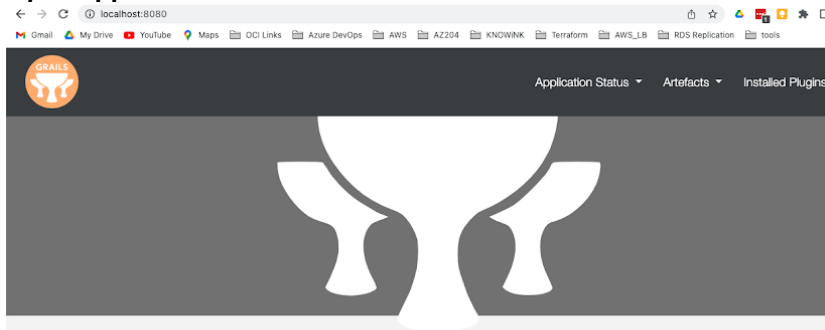 localhost:8080
Gmail My Drive YouTube Maps OCI Links Azure DevOps AWS AZ204 KNOWiNK Terraform AWS_LB RDS Replication tools
GRAILS
Application Status Artefacts Installed Plugins